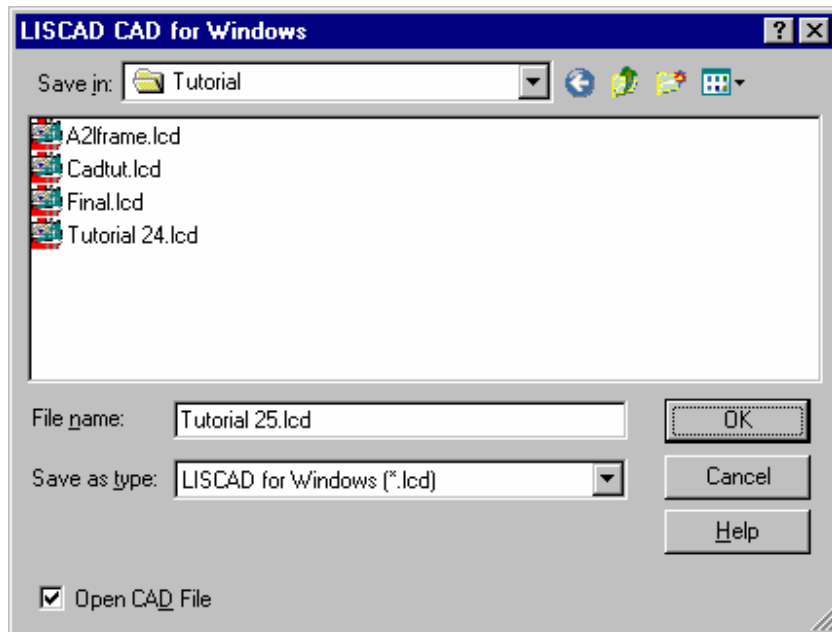 LISCAD CAD for Windows
Save in: Tutorial
A2lframe.lcd
Cadtut.lcd
Final.lcd
Tutorial 24.lcd
File name: Tutorial 25.lcd OK
Save as type: LISCAD for Windows (*.lcd) Cancel
Help
Open CAD File